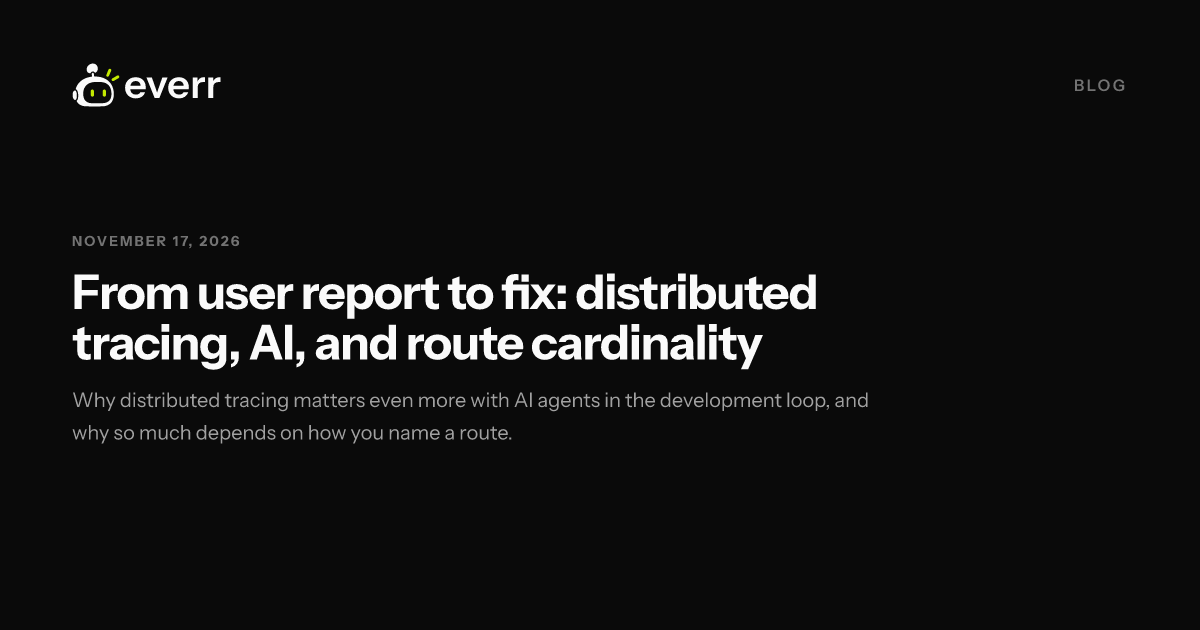 everr
BLOG
NOVEMBER 17, 2026
From user report to fix: distributed
tracing, AI, and route cardinality
Why distributed tracing matters even more with AI agents in the development loop, and
why so much depends on how you name a route.